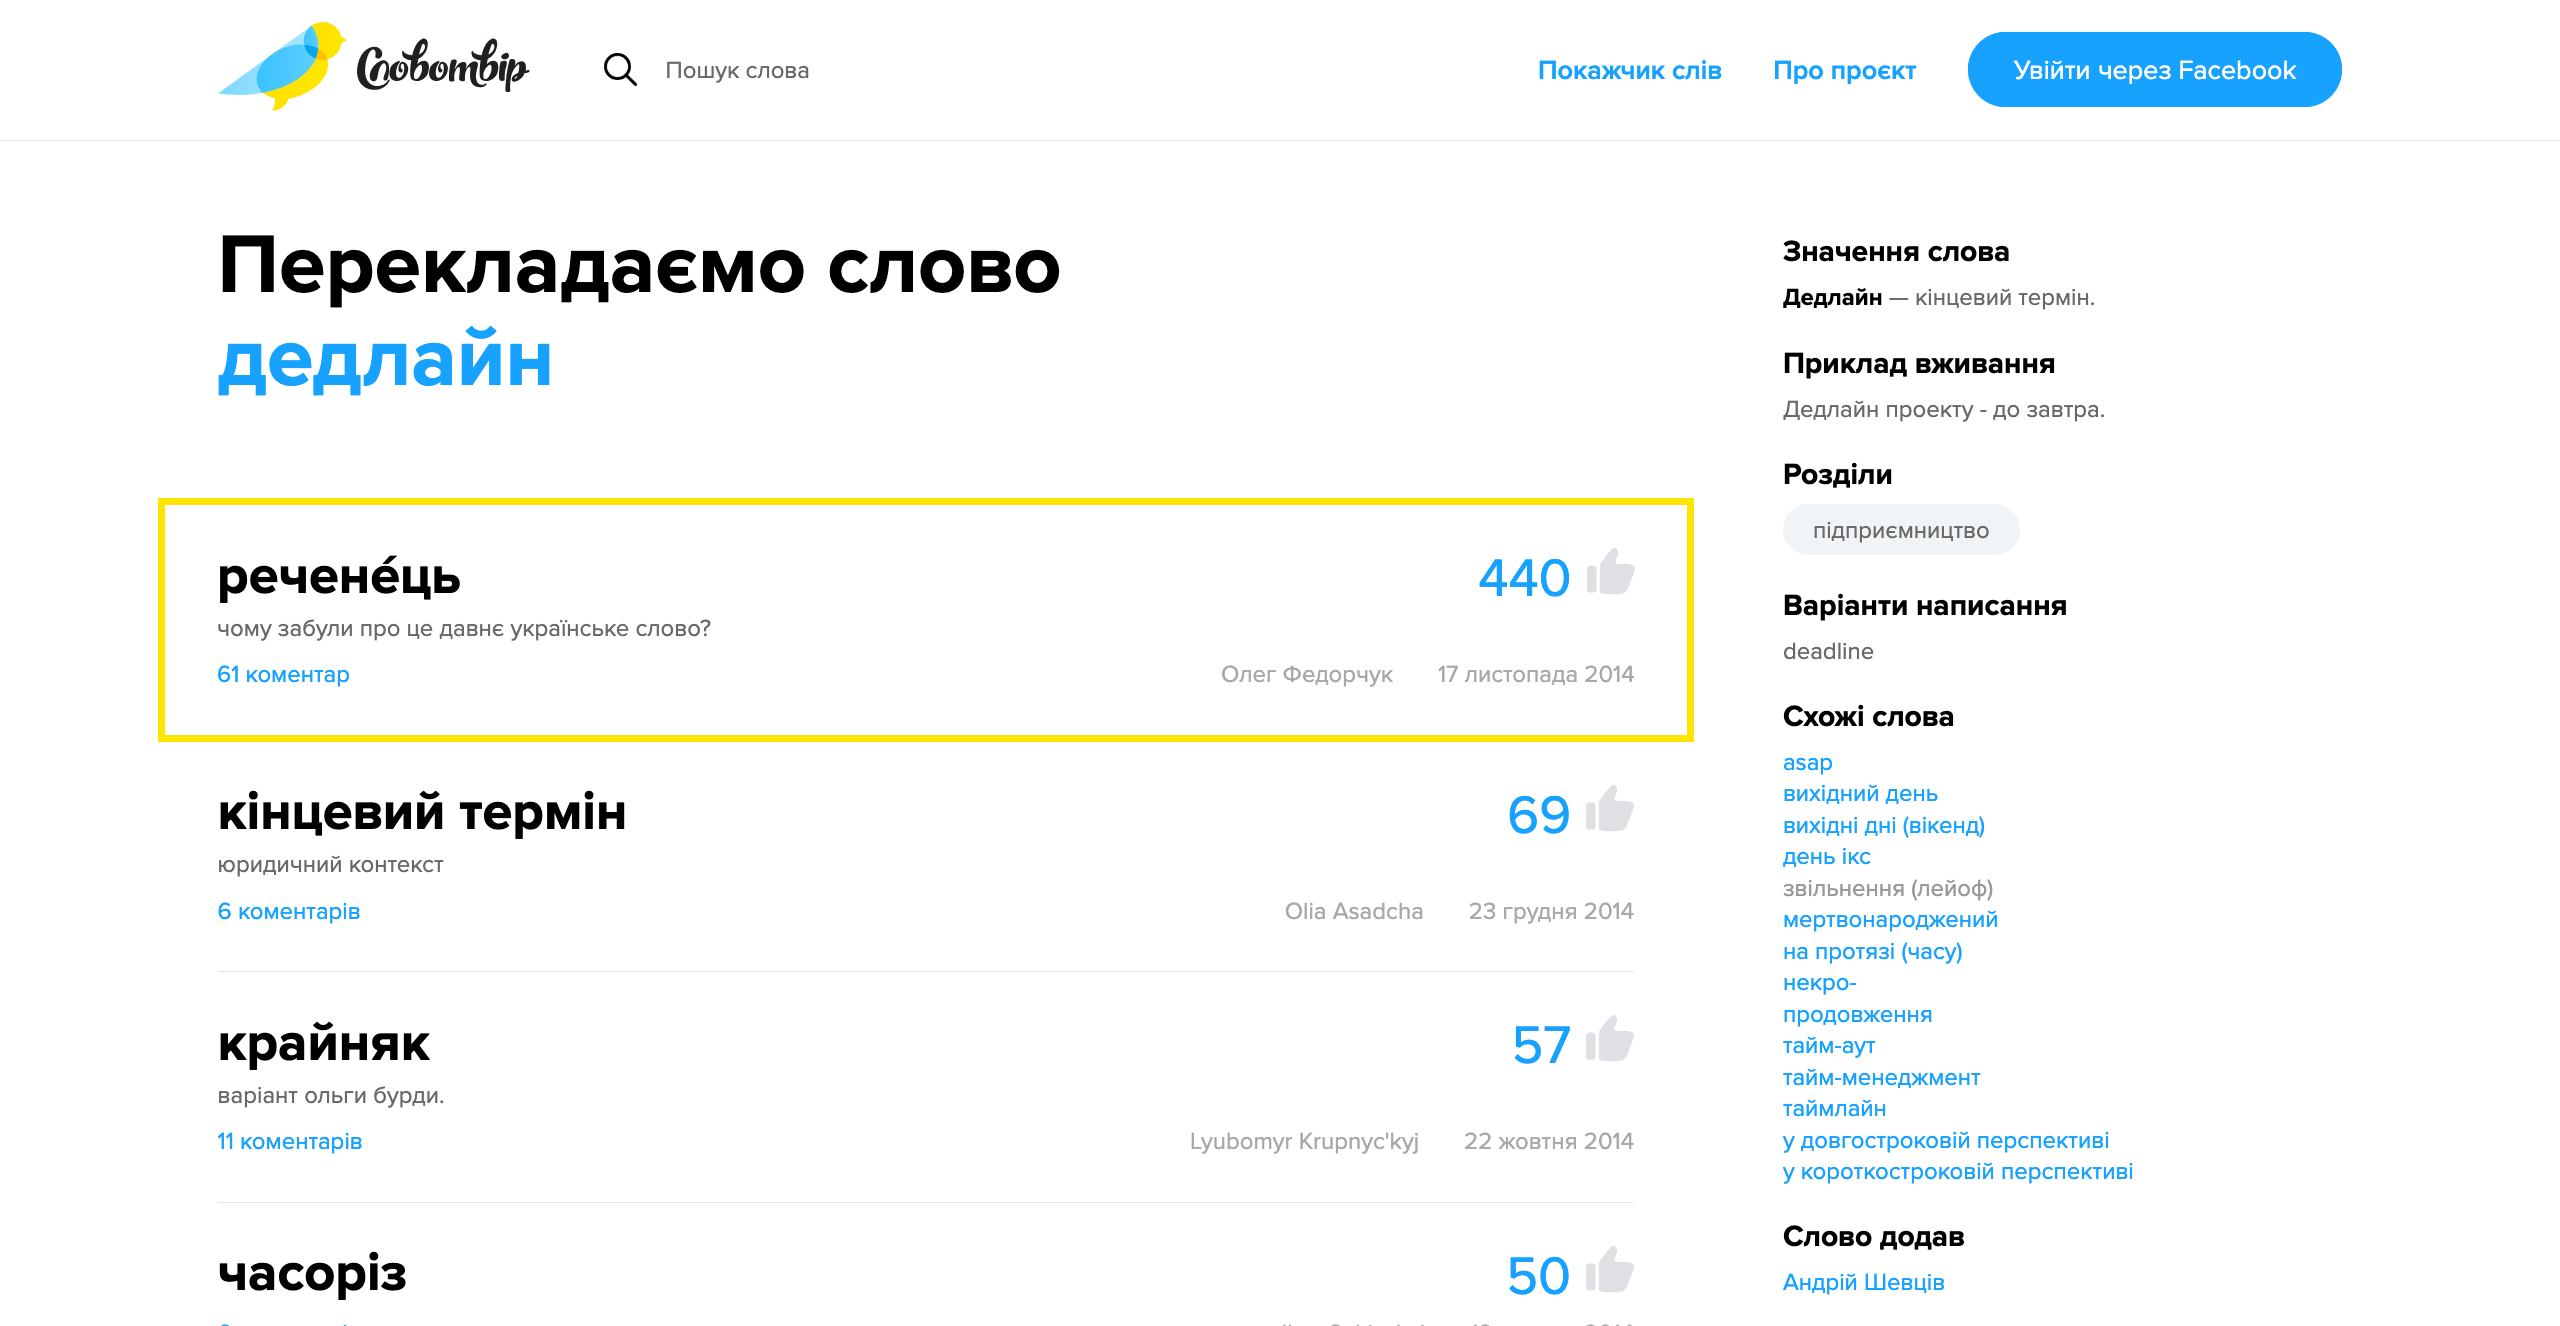 Словотвір
Пошук слова
Покажчик слів
Про проєкт
Увійти через Facebook
Перекладаємо слово
дедлайн
речене́ць
440
чому забули про це давнє українське слово?
61 коментар
Олег Федорчук
17 листопада 2014
кінцевий термін
69
юридичний контекст
6 коментарів
Olia Asadcha
23 грудня 2014
крайняк
57
варіант ольги бурди.
11 коментарів
Lyubomyr Krupnyc'kyj
22 жовтня 2014
часоріз
50
Значення слова
Дедлайн — кінцевий термін.
Приклад вживання
Дедлайн проекту - до завтра.
Розділи
підприємництво
Варіанти написання
deadline
Схожі слова
asap
вихідний день
вихідні дні (вікенд)
день ікс
звільнення (лейоф)
мертвонароджений
на протязі (часу)
некро-
продовження
тайм-аут
тайм-менеджмент
таймлайн
у довгостроковій перспективі
у короткостроковій перспективі
Слово додав
Андрій Шевців